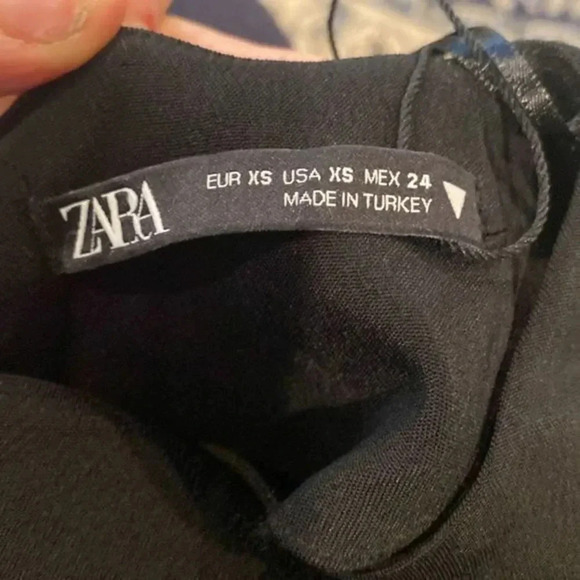 ZARA
EUR XS USA XS MEX 24
MADE IN TURKEY